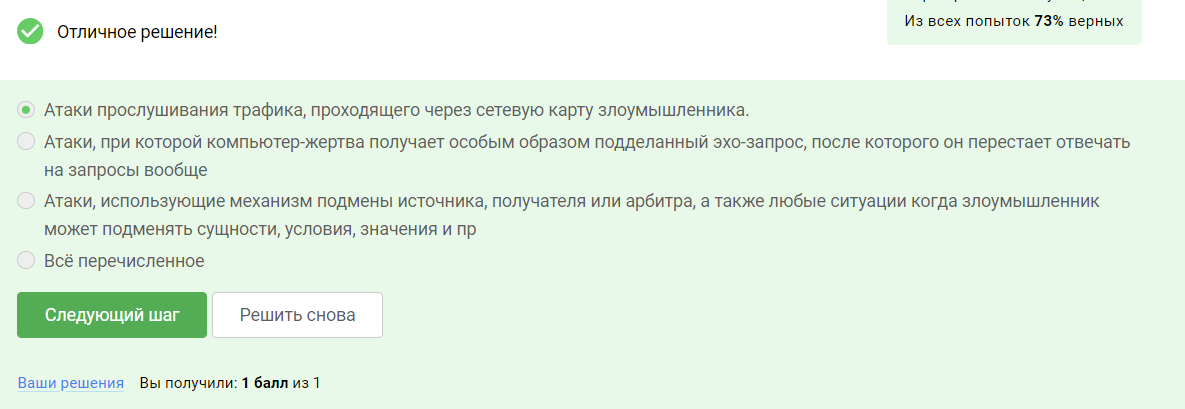 Отличное решение!
Из всех попыток 73% верных
Атаки прослушивания трафика, проходящего через сетевую карту злоумышленника.
Атаки, при которой компьютер-жертва получает особым образом подделанный эхо-запрос, после которого он перестает отвечать
на запросы вообще
Атаки, использующие механизм подмены источника, получателя или арбитра, а также любые ситуации когда злоумышленник
может подменять сущности, условия, значения и пр
Всё перечисленное
Следующий шаг
Решить снова
Ваши решения Вы получили: 1 балл из 1